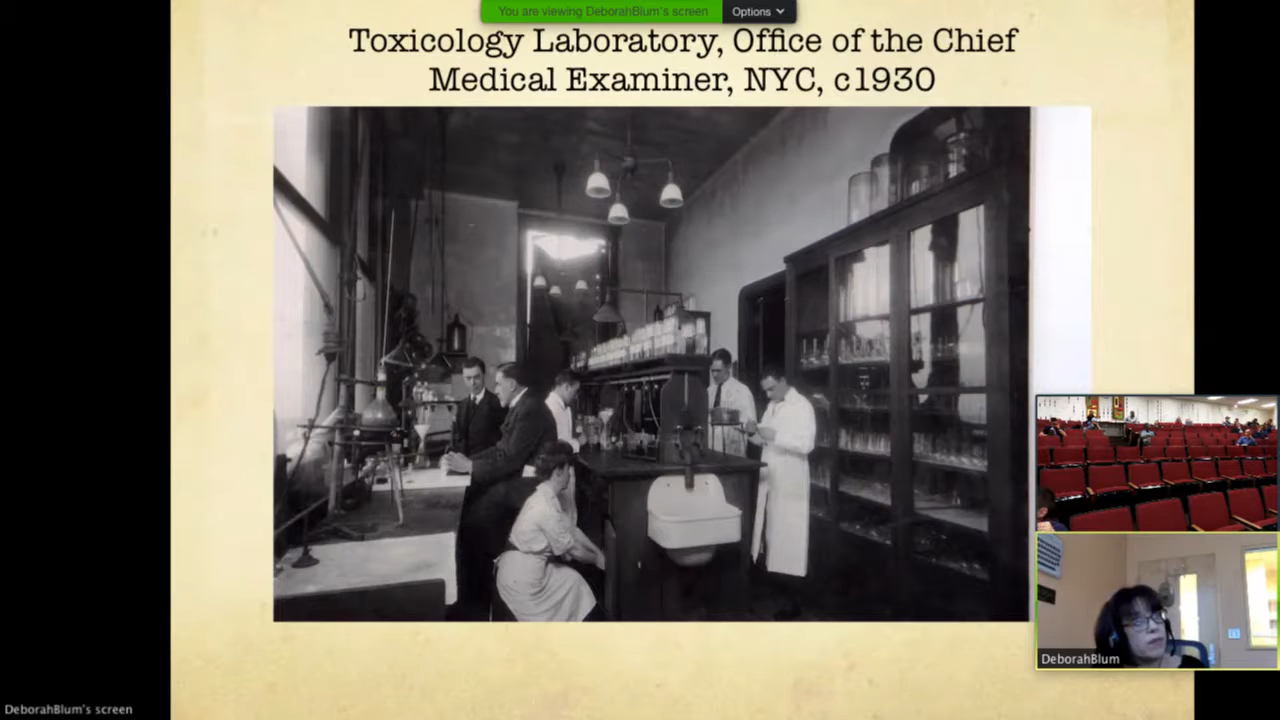 You are viewing DeborahBlum's screen
Options
Toxicology Laboratory, Office of the Chief
Medical Examiner, NYC, c1930
DeborahBlum
DeborahBlum's screen